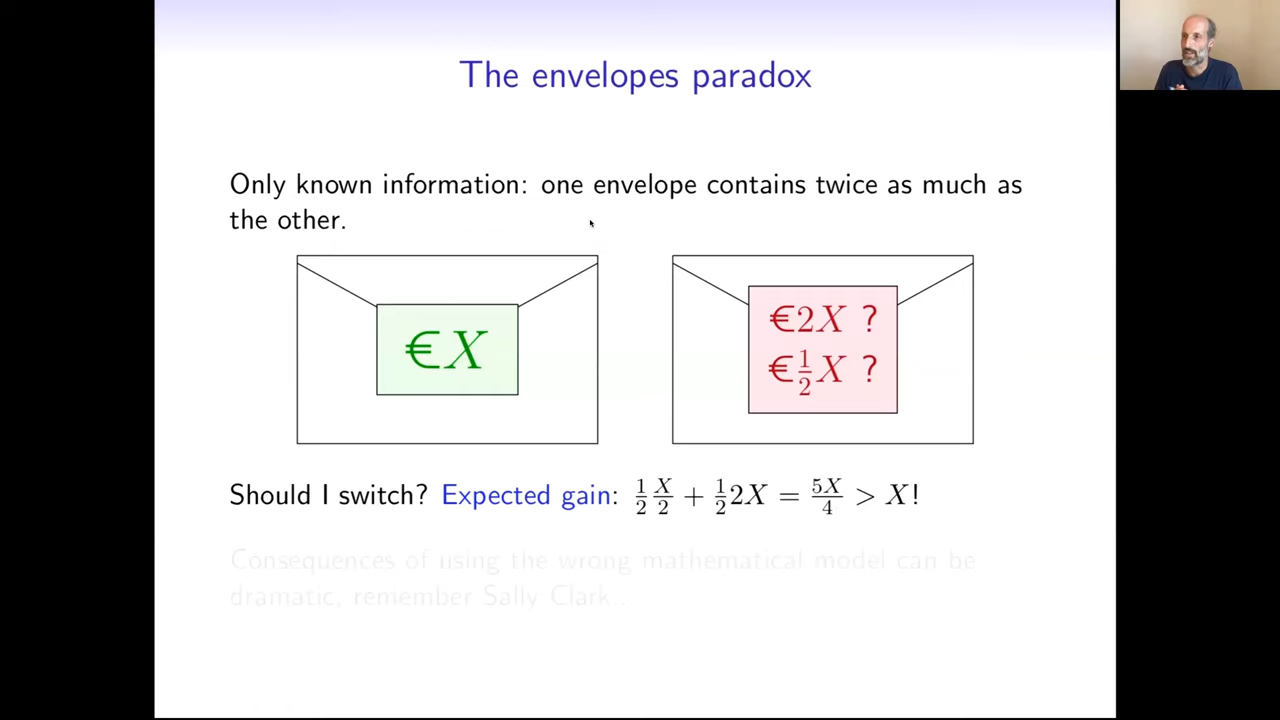 The envelopes paradox
Only known information: one envelope contains twice as much as
the other.
€X
€2X ?
€½X ?
Should I switch? Expected gain: ½ X/2 + ½ 2X = 5X/4 > X!
Consequences of using the wrong mathematical model can be
dramatic, remember Sally Clark..